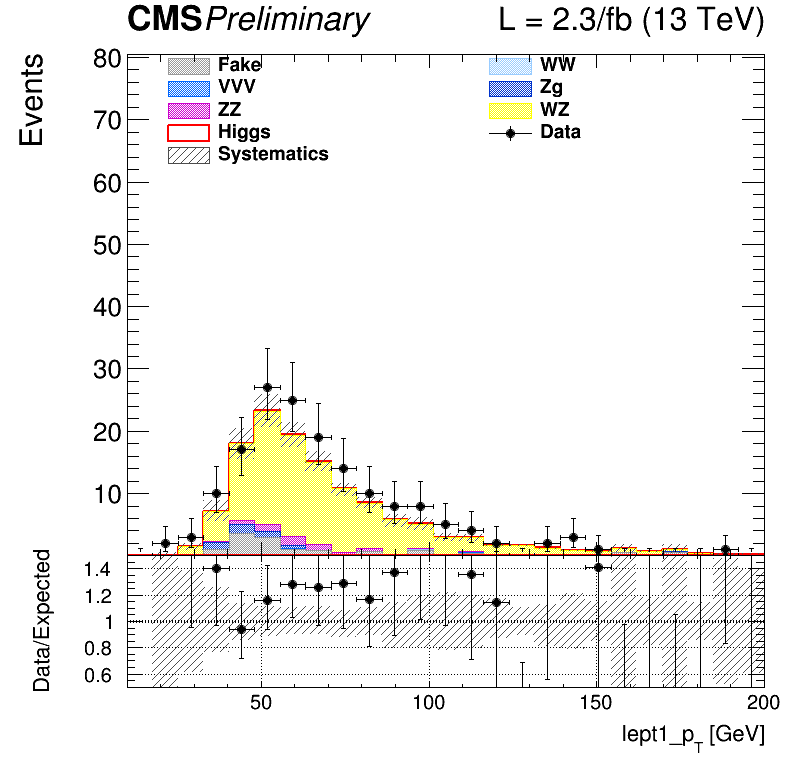 CMS Preliminary L = 2.3/fb (13 TeV)
Events
80
70
60
50
40
30
20
10
Fake
VVV
ZZ
Higgs
Systematics
WW
Zg
WZ
Data
Data/Expected
1.4
1.2
1
0.8
0.6
50 100 150 200
lept1_p_T [GeV]